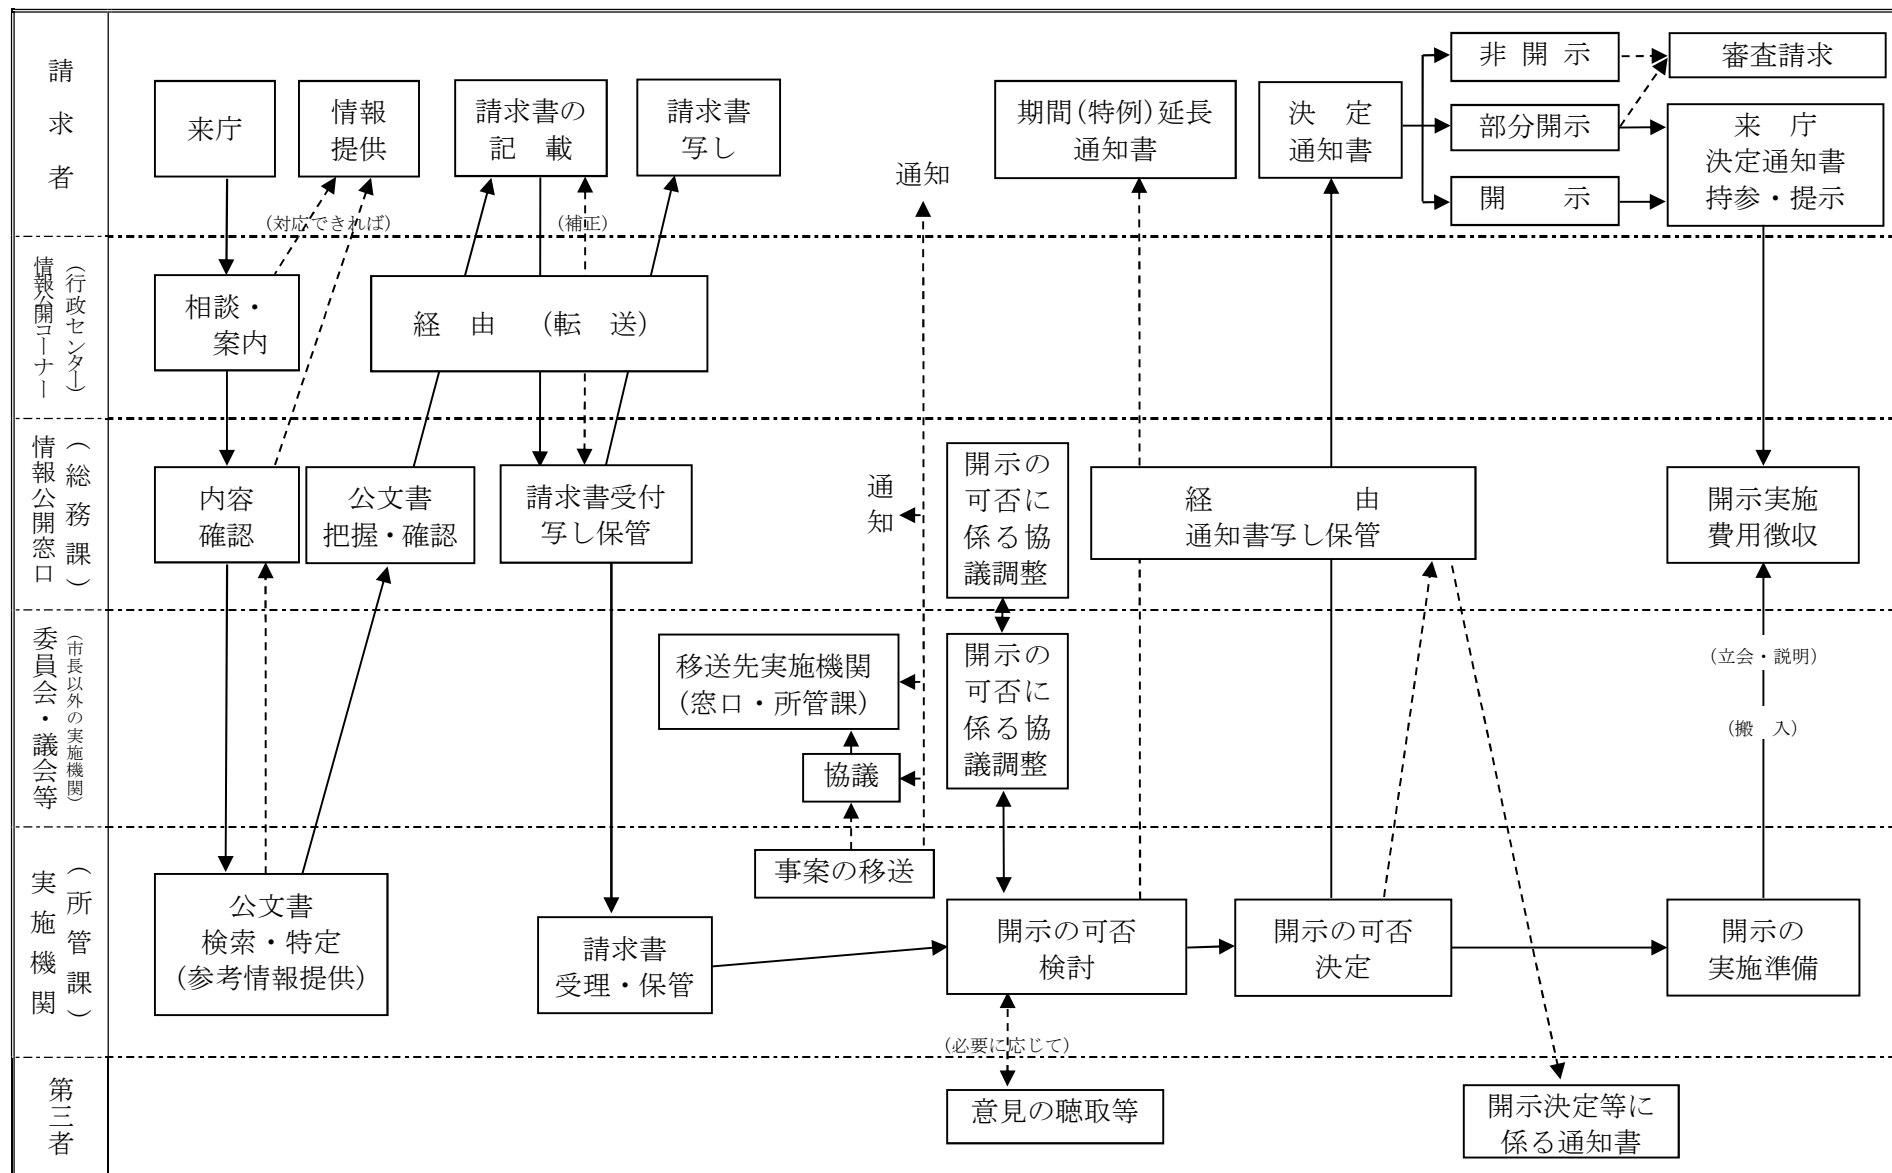 請求者
来庁
情報
提供
請求書の
記　載
請求書
写し
通知
期間(特例)延長
通知書
決　定
通知書
非 開 示
部分開示
開　　示
審査請求
来　庁
決定通知書
持参・提示
(対応できれば)
(補正)
情報公開コーナー
(行政センター)
相談・
案内
経　由　(転　送)
情報公開窓口
(総務課)
内容
確認
公文書
把握・確認
請求書受付
写し保管
通
知
開示の
可否に
係る協
議調整
経　　　　由
通知書写し保管
開示実施
費用徴収
委員会・議会等
(市長以外の実施機関)
移送先実施機関
(窓口・所管課)
協議
開示の
可否に
係る協
議調整
(立会・説明)
(搬　入)
実施機関
(所管課)
公文書
検索・特定
(参考情報提供)
請求書
受理・保管
事案の移送
開示の可否
検討
開示の可否
決定
開示の
実施準備
(必要に応じて)
第三者
意見の聴取等
開示決定等に
係る通知書